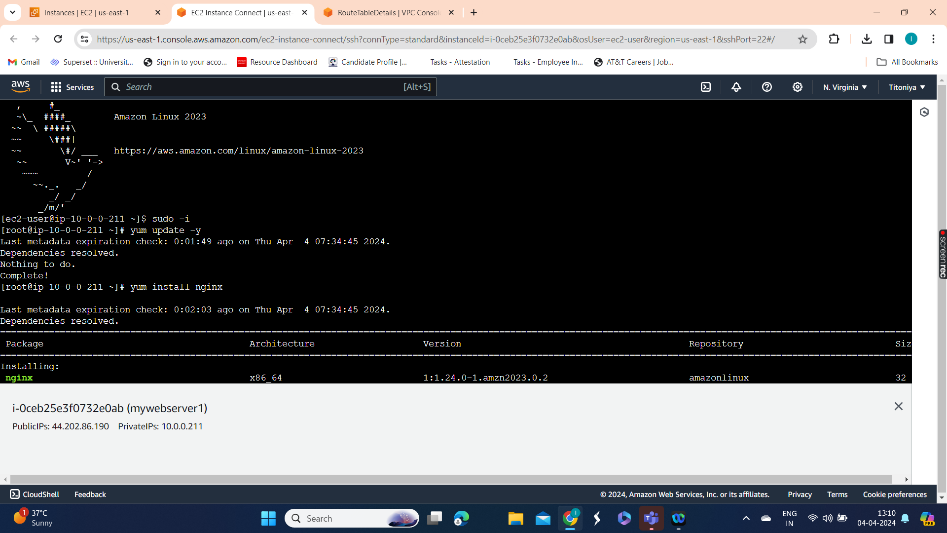 Instances | EC2 | us-east-1
EC2 Instance Connect | us-east-
RouteTableDetails | VPC Consol
https://us-east-1.console.aws.amazon.com/ec2-instance-connect/ssh?connType=standard&instanceId=i-0ceb25e3f0732e0ab&osUser=ec2-user&region=us-east-1&sshPort=22#/
Gmail
Superset :: Universit...
Sign in to your acco...
Resource Dashboard
Candidate Profile |...
Tasks - Attestation
Tasks - Employee In...
AT&T Careers | Job...
All Bookmarks
aws
Services
Search
[Alt+S]
N. Virginia
Titoniya
,     #_
~\_  ####_        Amazon Linux 2023
~~  \_#####\
~~     \###|
~~       \#/ ___   https://aws.amazon.com/linux/amazon-linux-2023
~~       V~' '->
~~~         /
~~._.   _/
_/ _/
_/m/'
[ec2-user@ip-10-0-0-211 ~]$ sudo -i
[root@ip-10-0-0-211 ~]# yum update -y
Last metadata expiration check: 0:01:49 ago on Thu Apr  4 07:34:45 2024.
Dependencies resolved.
Nothing to do.
Complete!
[root@ip-10-0-0-211 ~]# yum install nginx
Last metadata expiration check: 0:02:03 ago on Thu Apr  4 07:34:45 2024.
Dependencies resolved.
Package Architecture Version Repository Siz
Installing:
nginx x86_64 1:1.24.0-1.amzn2023.0.2 amazonlinux 32
i-0ceb25e3f0732e0ab (mywebserver1)
PublicIPs: 44.202.86.190 PrivateIPs: 10.0.0.211
CloudShell
Feedback
© 2024, Amazon Web Services, Inc. or its affiliates.
Privacy
Terms
Cookie preferences
screen rec
1
37°C
Sunny
Search
ENG
IN
13:10
04-04-2024